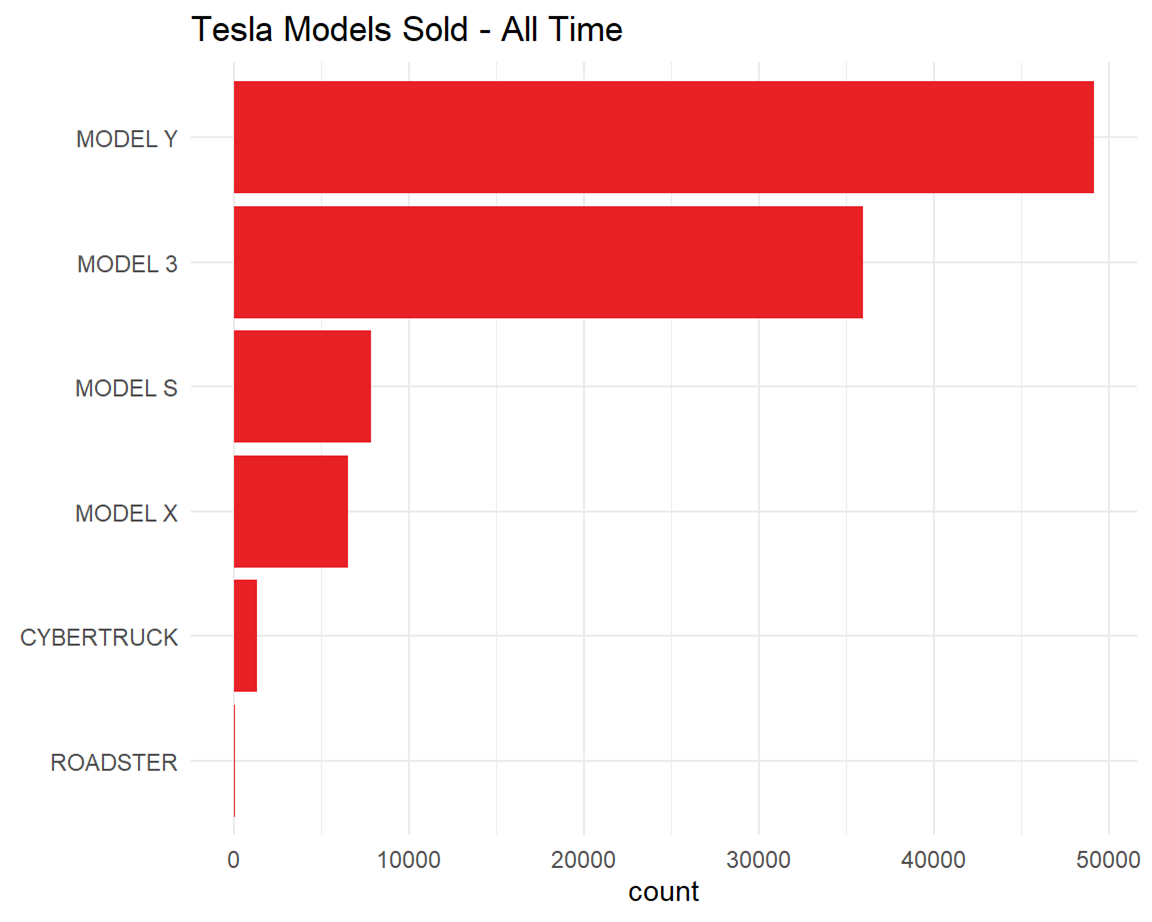 Tesla Models Sold - All Time
MODEL Y
MODEL 3
MODEL S
MODEL X
CYBERTRUCK
ROADSTER
0 10000 20000 30000 40000 50000
count